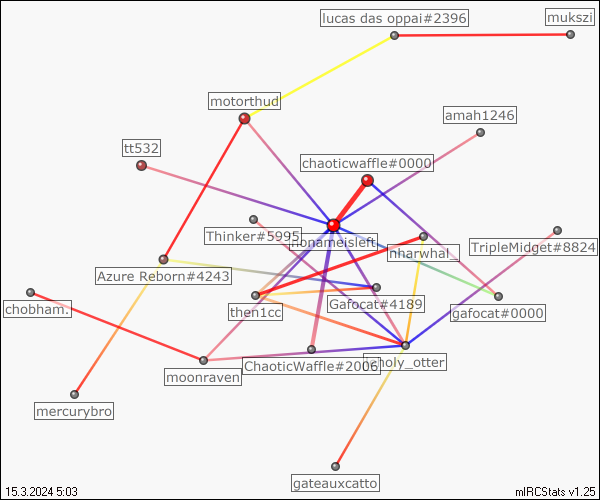 lucas das oppai#2396
mukszi
motorthud
amah1246
tt532
chaoticwaffle#0000
Thinker#5995
nonameisleft
nharwhal_
TripleMidget#8824
Azure Reborn#4243
chobham.
then1cc
Gafocat#4189
gafocat#0000
moonraven
ChaoticWaffle#2006
mercurybro
gateauxcatto
15.3.2024 5:03
mIRCStats v1.25